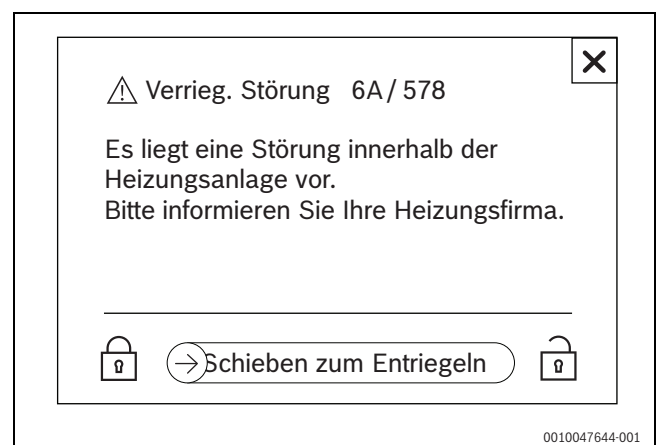 Verrieg. Störung 6A/578
Es liegt eine Störung innerhalb der
Heizungsanlage vor.
Bitte informieren Sie Ihre Heizungsfirma.
Schieben zum Entriegeln
0010047644-001